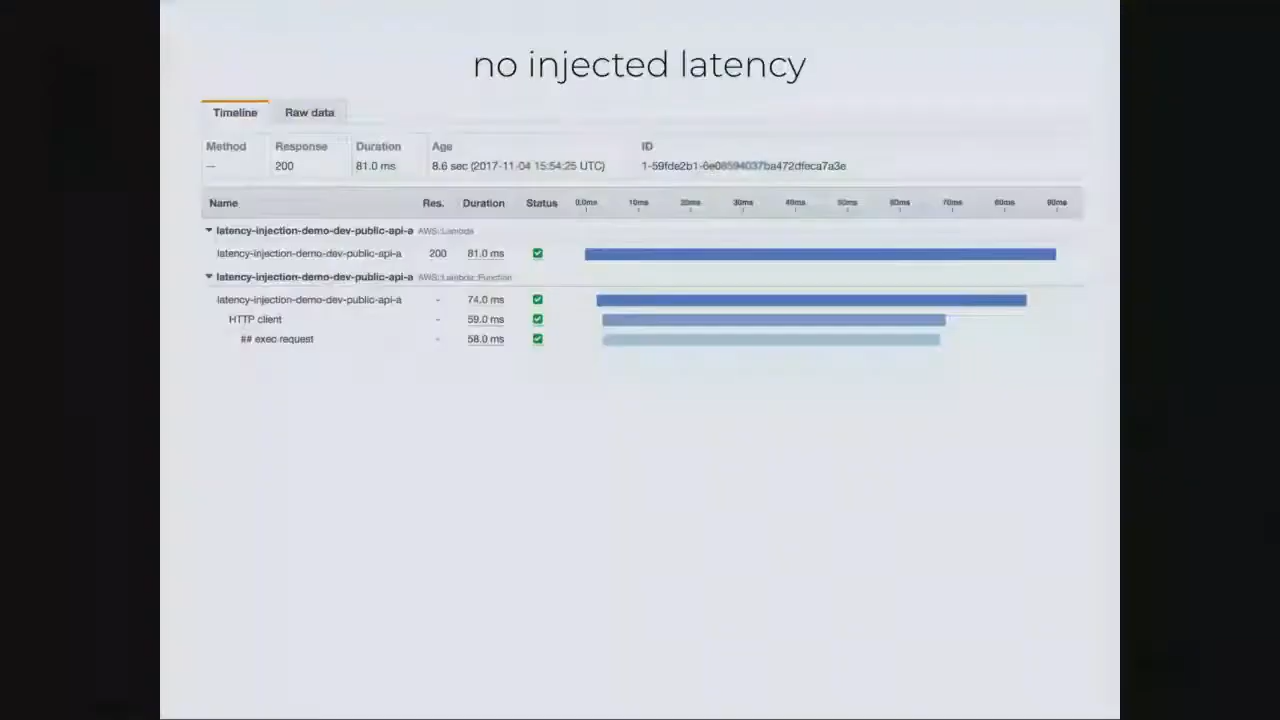 no injected latency
Timeline Raw data
Method Response Duration Age ID
-- 200 81.0 ms 8.6 sec (2017-11-04 15:54:25 UTC) 1-59fde2b1-6e08594037ba472dfeca7a3e
Name Res. Duration Status 0.0ms 10ms 20ms 30ms 40ms 50ms 60ms 70ms 80ms 90ms
latency-injection-demo-dev-public-api-a AWS::Lambda
latency-injection-demo-dev-public-api-a 200 81.0 ms
latency-injection-demo-dev-public-api-a AWS::Lambda::Function
latency-injection-demo-dev-public-api-a - 74.0 ms
HTTP client - 59.0 ms
## exec request - 58.0 ms